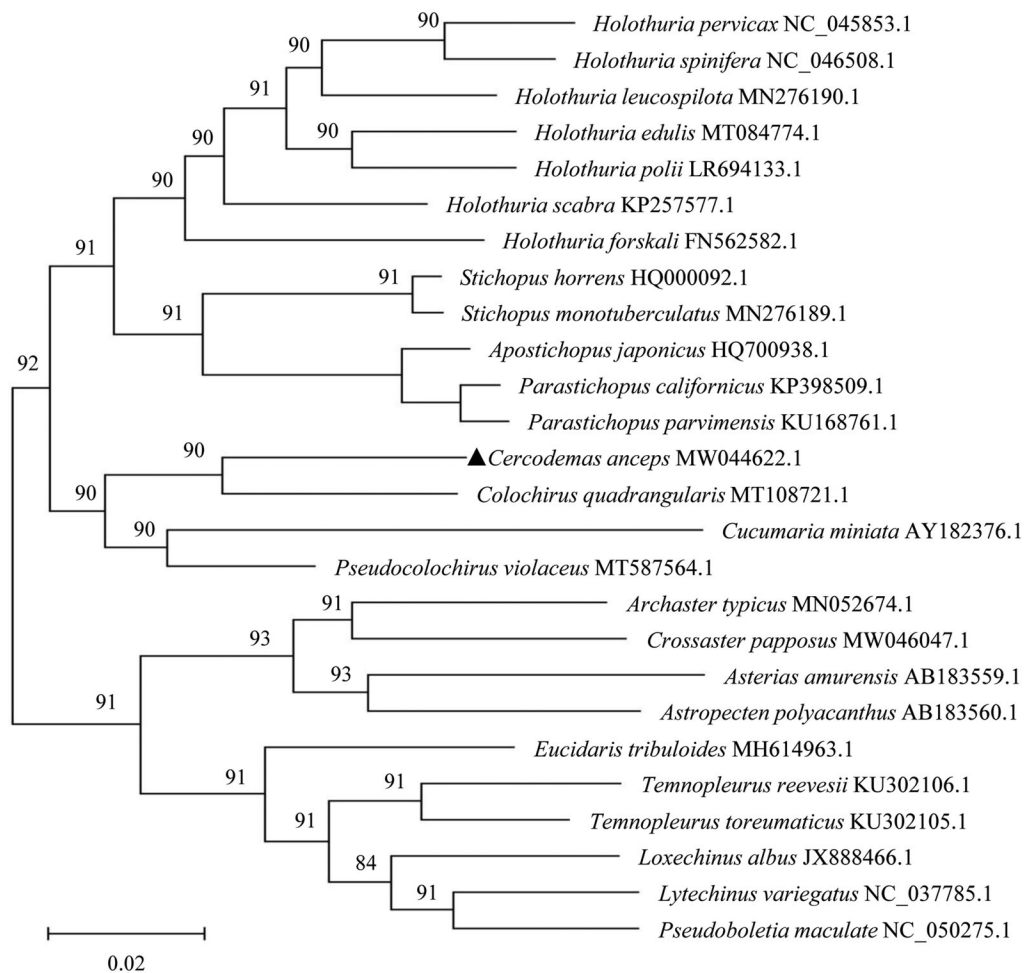 90
Holothuria pervicax NC_045853.1
90
Holothuria spinifera NC_046508.1
91
Holothuria leucospilota MN276190.1
90
Holothuria edulis MT084774.1
90
Holothuria polii LR694133.1
90
Holothuria scabra KP257577.1
91
Holothuria forskali FN562582.1
91
Stichopus horrens HQ000092.1
91
Stichopus monotuberculatus MN276189.1
Apostichopus japonicus HQ700938.1
92
Parastichopus californicus KP398509.1
Parastichopus parvimensis KU168761.1
90
▲Cercodemas anceps MW044622.1
90
Colochirus quadrangularis MT108721.1
90
Cucumaria miniata AY182376.1
Pseudocolochirus violaceus MT587564.1
91
Archaster typicus MN052674.1
93
Crossaster papposus MW046047.1
93
Asterias amurensis AB183559.1
91
Astropecten polyacanthus AB183560.1
Eucidaris tribuloides MH614963.1
91
91
Temnopleurus reevesii KU302106.1
91
Temnopleurus toreumaticus KU302105.1
84
Loxechinus albus JX888466.1
91
Lytechinus variegatus NC_037785.1
Pseudoboletia maculate NC_050275.1
0.02